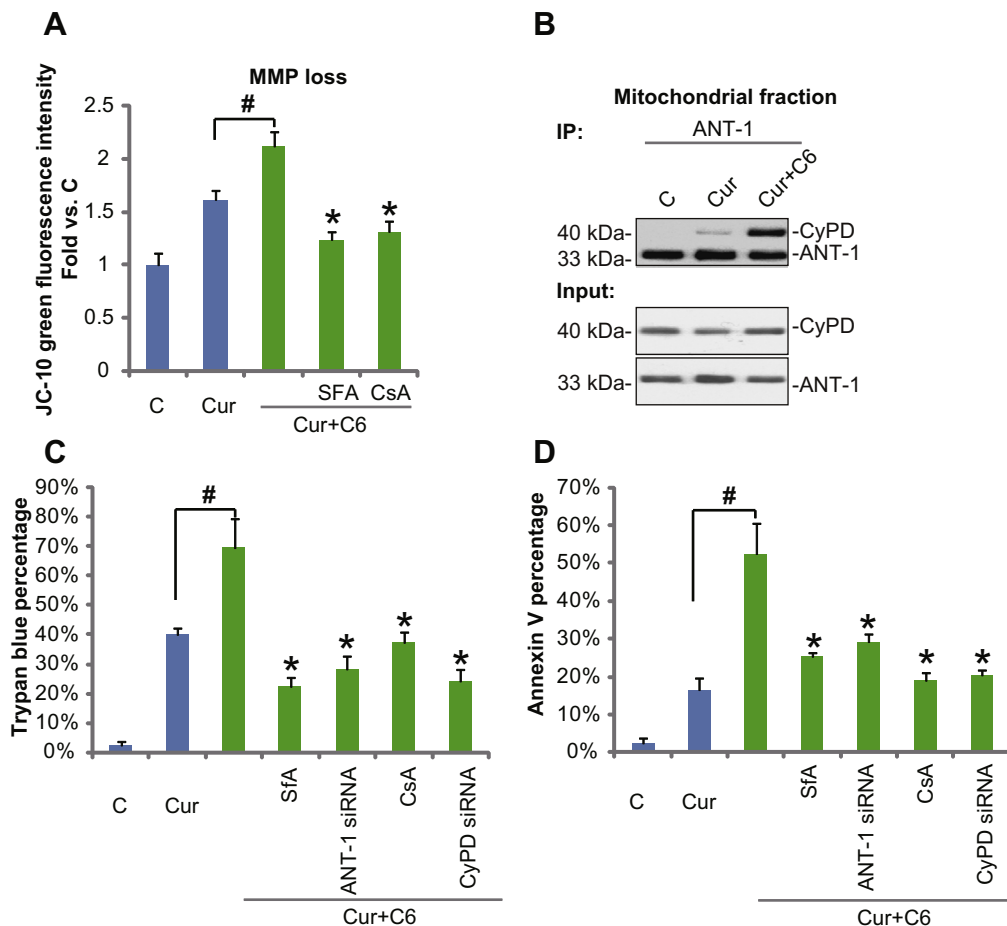 A
MMP loss
JC-10 green fluorescence intensity
Fold vs. C
2.5
2
1.5
1
0.5
0
#
*
*
C
Cur
SFA
CsA
Cur+C6
B
Mitochondrial fraction
IP:
ANT-1
C
Cur
Cur+C6
40 kDa-
-CyPD
33 kDa-
-ANT-1
Input:
40 kDa-
-CyPD
33 kDa-
-ANT-1
C
Trypan blue percentage
90%
80%
70%
60%
50%
40%
30%
20%
10%
0%
#
*
*
*
*
C
Cur
SfA
ANT-1 siRNA
CsA
CyPD siRNA
Cur+C6
D
Annexin V percentage
70%
60%
50%
40%
30%
20%
10%
0%
#
*
*
*
*
C
Cur
SfA
ANT-1 siRNA
CsA
CyPD siRNA
Cur+C6